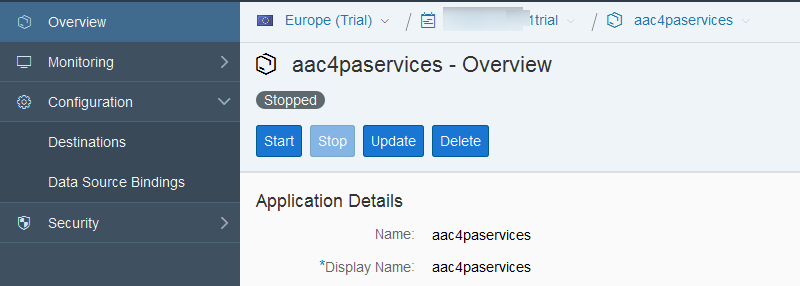 Overview
Monitoring
Configuration
Destinations
Data Source Bindings
Security
Europe (Trial) / 1trial / aac4paservices
aac4paservices - Overview
Stopped
Start Stop Update Delete
Application Details
Name: aac4paservices
*Display Name: aac4paservices